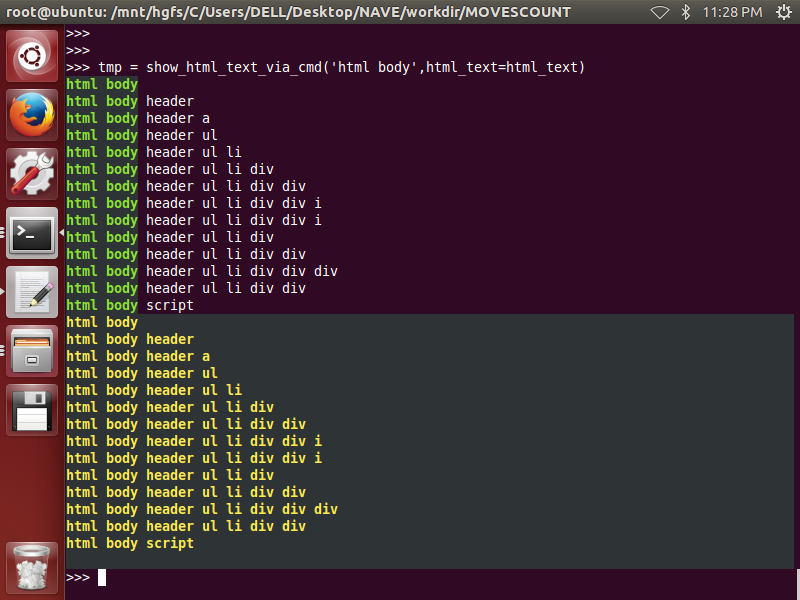 root@ubuntu: /mnt/hgfs/C/Users/DELL/Desktop/NAVE/workdir/MOVESCOUNT 11:28 PM
>>>
>>>
>>> tmp = show_html_text_via_cmd('html body',html_text=html_text)
html body
html body header
html body header a
html body header ul
html body header ul li
html body header ul li div
html body header ul li div div
html body header ul li div div i
html body header ul li div div i
html body header ul li div
html body header ul li div div
html body header ul li div div div
html body header ul li div div
html body script
html body
html body header
html body header a
html body header ul
html body header ul li
html body header ul li div
html body header ul li div div
html body header ul li div div i
html body header ul li div div i
html body header ul li div
html body header ul li div div
html body header ul li div div div
html body header ul li div div
html body script
>>>